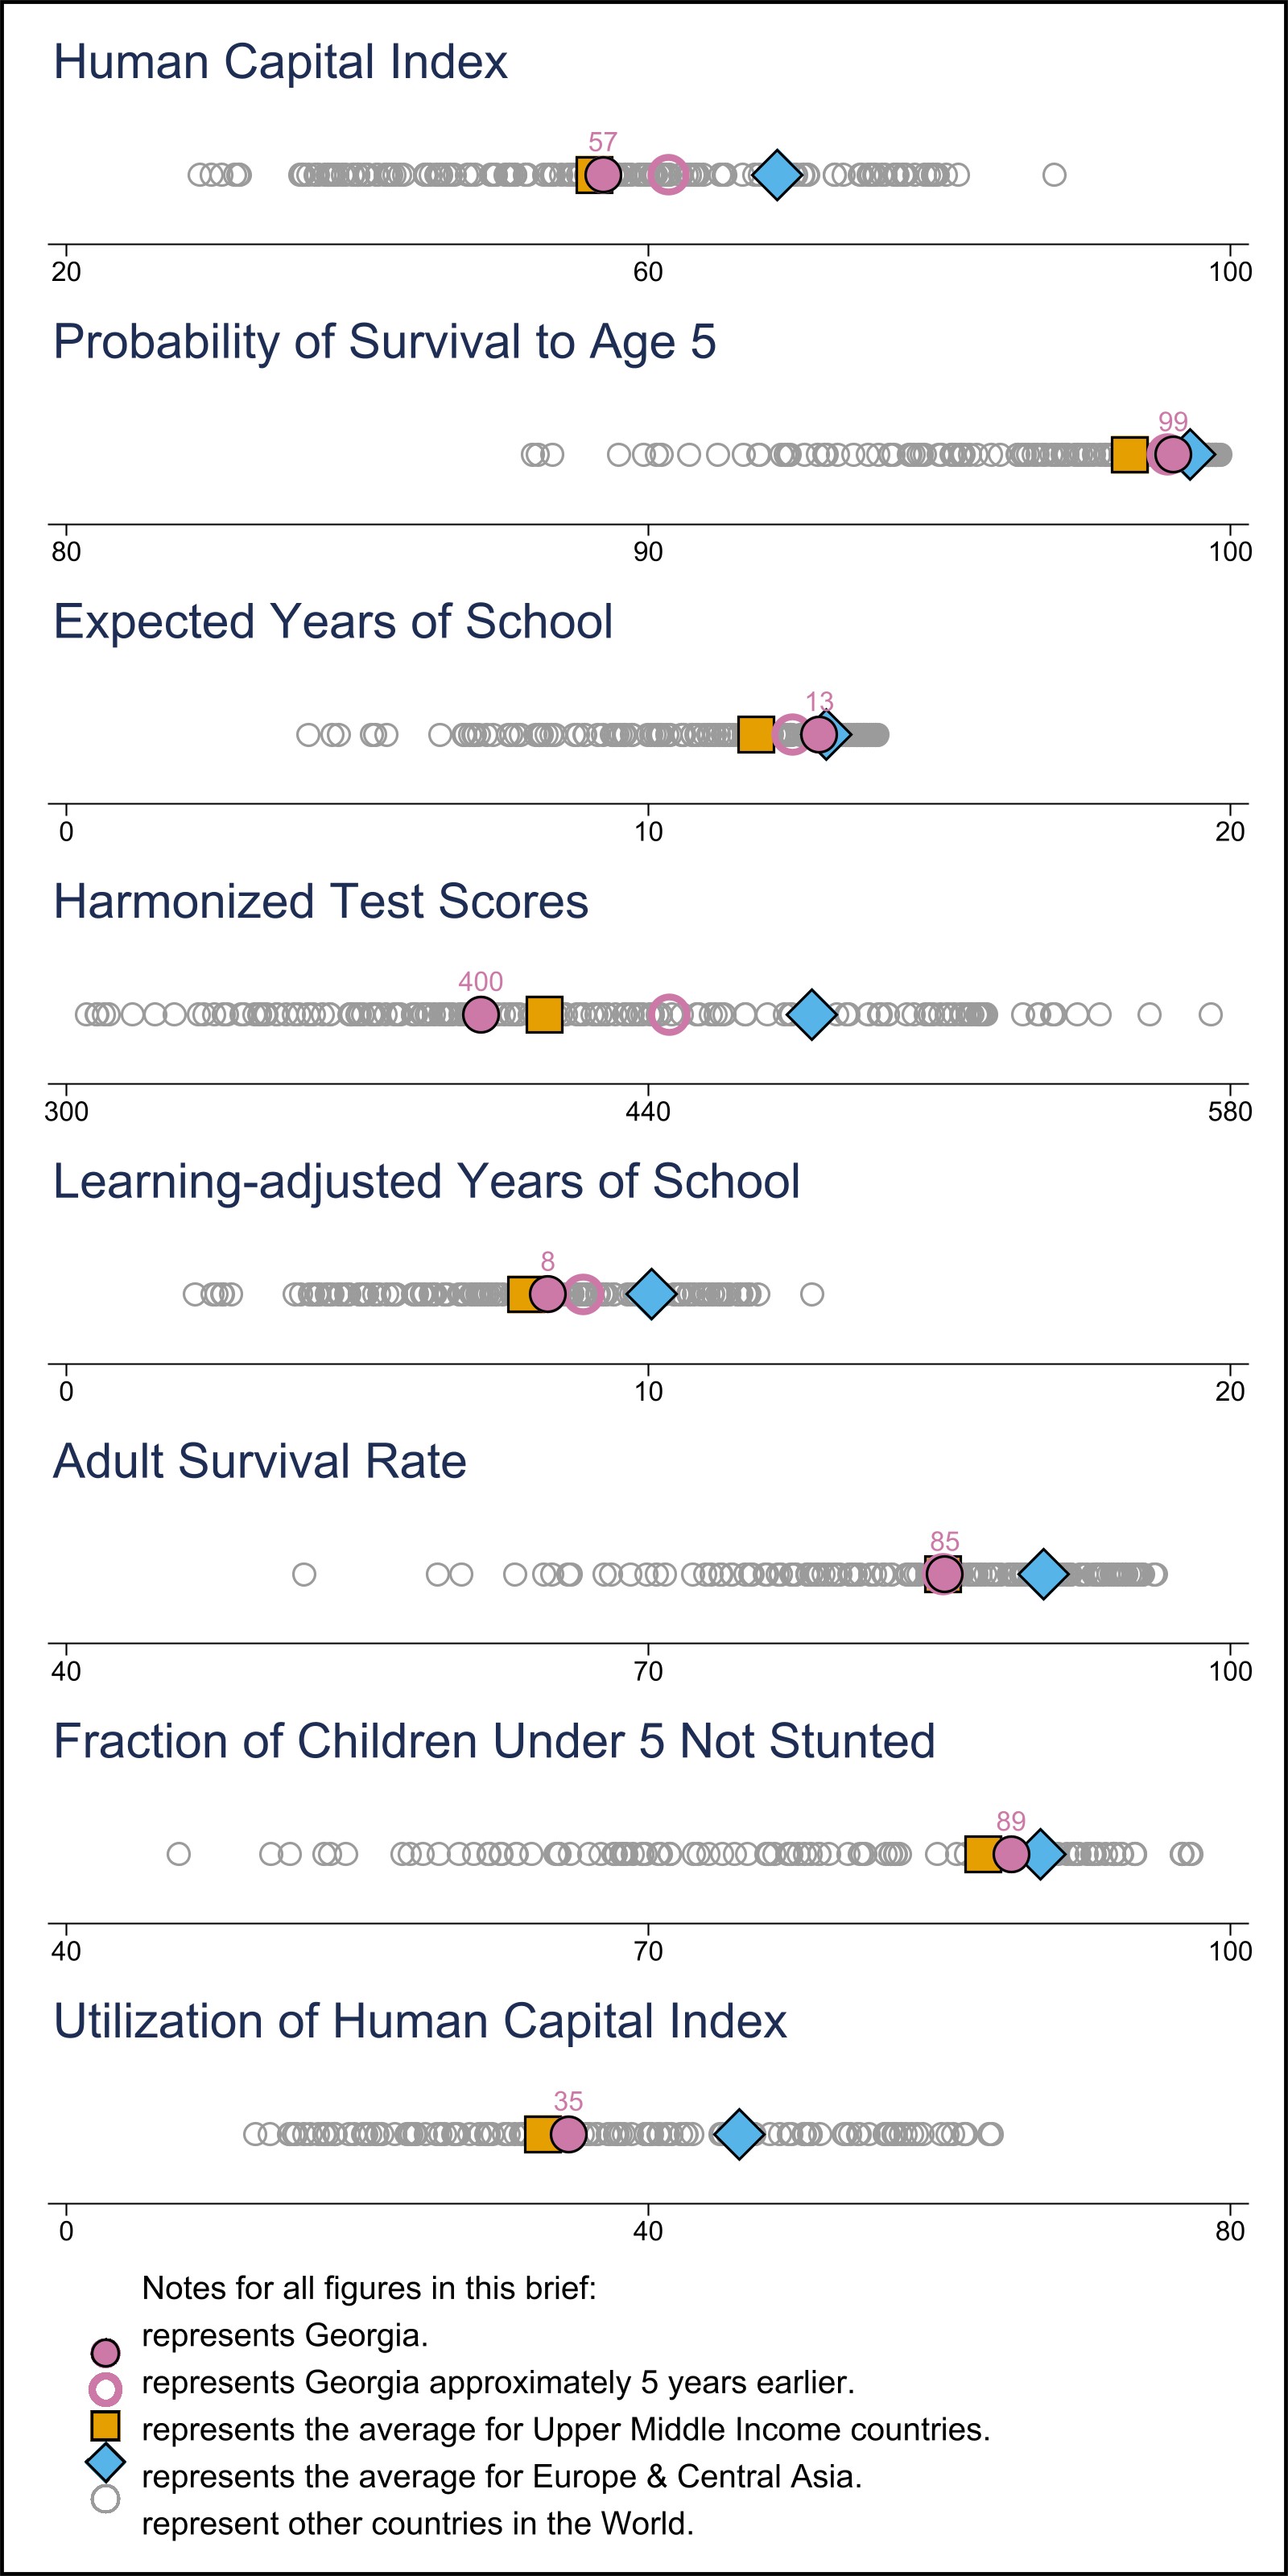 Human Capital Index
57
20 60 100
Probability of Survival to Age 5
99
80 90 100
Expected Years of School
13
0 10 20
Harmonized Test Scores
400
300 440 580
Learning-adjusted Years of School
8
0 10 20
Adult Survival Rate
85
40 70 100
Fraction of Children Under 5 Not Stunted
89
40 70 100
Utilization of Human Capital Index
35
0 40 80
Notes for all figures in this brief:
represents Georgia.
represents Georgia approximately 5 years earlier.
represents the average for Upper Middle Income countries.
represents the average for Europe & Central Asia.
represent other countries in the World.